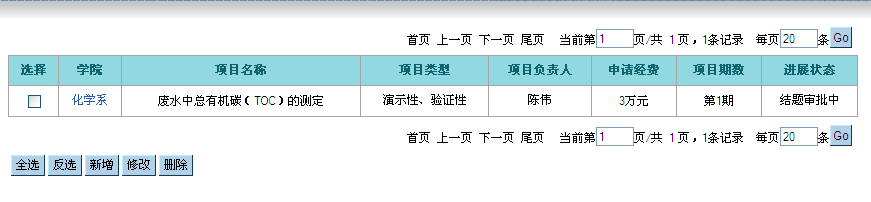 首页 上一页 下一页 尾页 当前第1页/共 1 页，1条记录 每页20条Go
选择 学院 项目名称 项目类型 项目负责人 申请经费 项目期数 进展状态
化学系 废水中总有机碳（TOC）的测定 演示性、验证性 陈伟 3万元 第1期 结题审批中
首页 上一页 下一页 尾页 当前第1页/共 1 页，1条记录 每页20条Go
全选 反选 新增 修改 删除